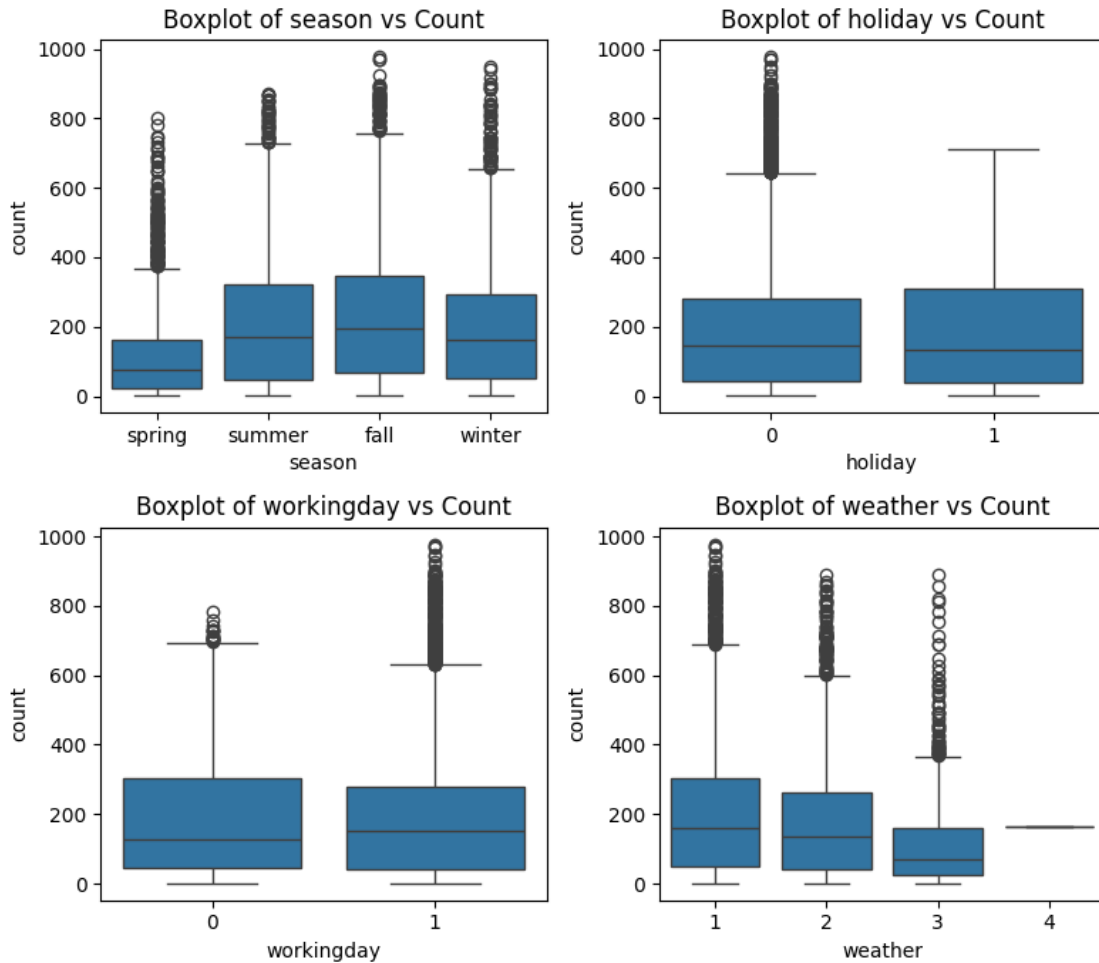 Boxplot of season vs Count
1000
800
600
400
200
0
count
spring summer fall winter
season
Boxplot of holiday vs Count
1000
800
600
400
200
0
count
0 1
holiday
Boxplot of workingday vs Count
1000
800
600
400
200
0
count
0 1
workingday
Boxplot of weather vs Count
1000
800
600
400
200
0
count
1 2 3 4
weather